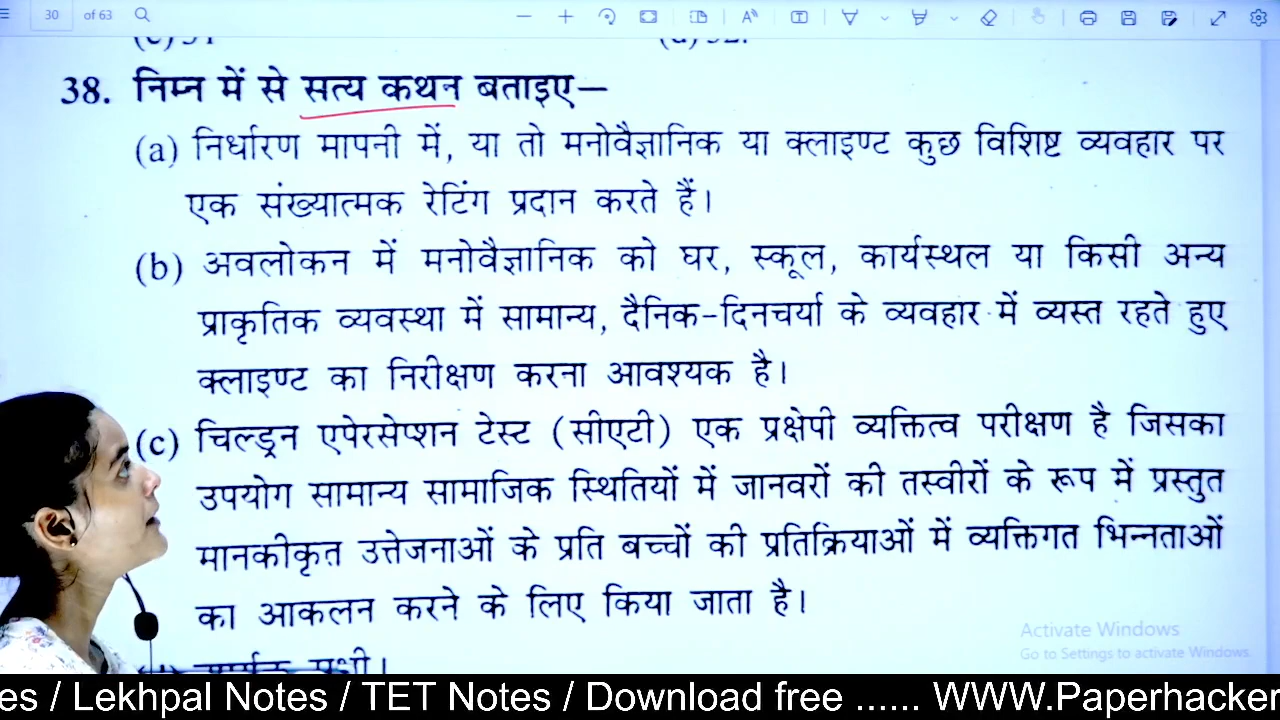 30 of 63
38. निम्न में से सत्य कथन बताइए–
(a) निर्धारण मापनी में, या तो मनोवैज्ञानिक या क्लाइण्ट कुछ विशिष्ट व्यवहार पर
एक संख्यात्मक रेटिंग प्रदान करते हैं।
(b) अवलोकन में मनोवैज्ञानिक को घर, स्कूल, कार्यस्थल या किसी अन्य
प्राकृतिक व्यवस्था में सामान्य, दैनिक-दिनचर्या के व्यवहार में व्यस्त रहते हुए
क्लाइण्ट का निरीक्षण करना आवश्यक है।
(c) चिल्ड्रन एपेरसेप्शन टेस्ट (सीएटी) एक प्रक्षेपी व्यक्तित्व परीक्षण है जिसका
उपयोग सामान्य सामाजिक स्थितियों में जानवरों की तस्वीरों के रूप में प्रस्तुत
मानकीकृत उत्तेजनाओं के प्रति बच्चों की प्रतिक्रियाओं में व्यक्तिगत भिन्नताओं
का आकलन करने के लिए किया जाता है।
Activate Windows
Go to Settings to activate Windows.
es / Lekhpal Notes / TET Notes / Download free ...... WWW.Paperhacker